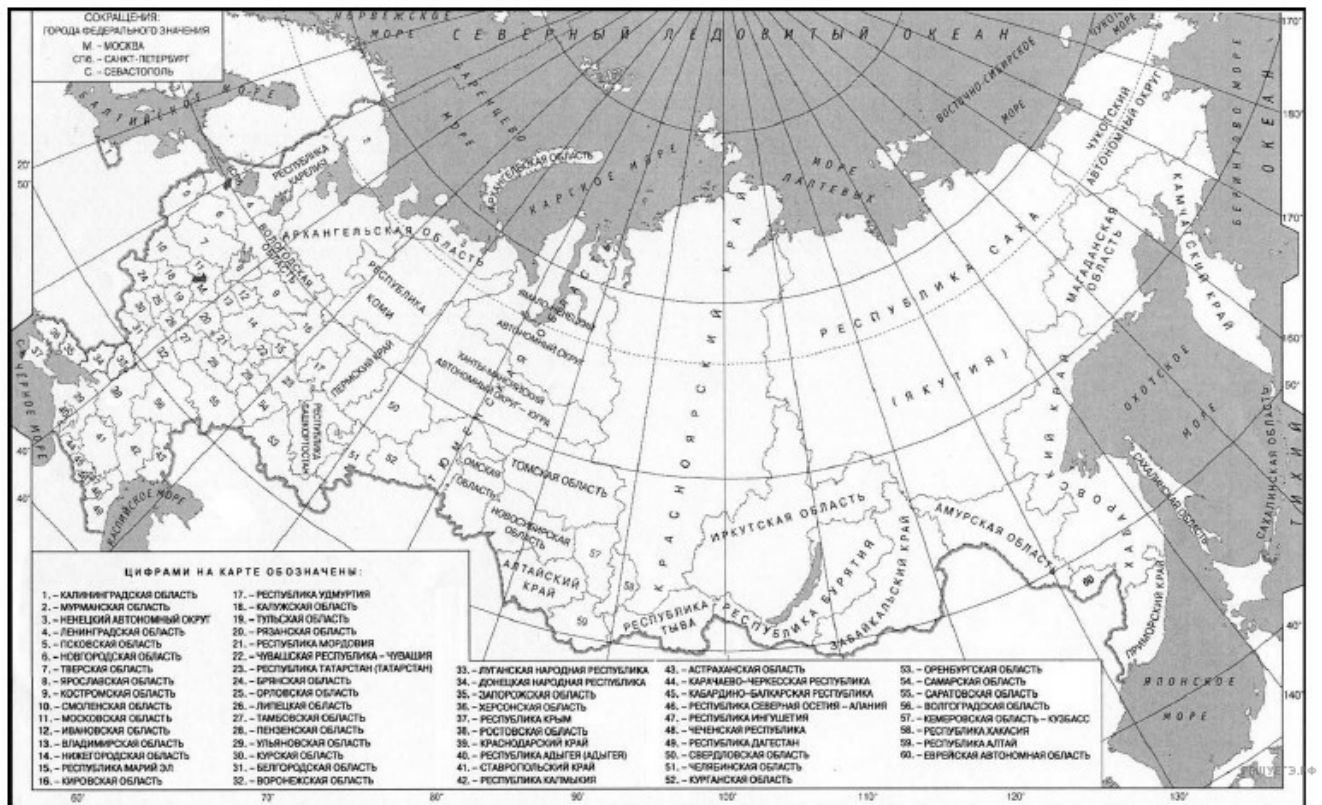 СОКРАЩЕНИЯ:
ГОРОДА ФЕДЕРАЛЬНОГО ЗНАЧЕНИЯ
М. – МОСКВА
СПб. – САНКТ-ПЕТЕРБУРГ
С. – СЕВАСТОПОЛЬ
НОРВЕЖСКОЕ МОРЕ
СЕВЕРНЫЙ ЛЕДОВИТЫЙ ОКЕАН
БАРЕНЦЕВО МОРЕ
БАЛТИЙСКОЕ МОРЕ
КАРСКОЕ МОРЕ
МОРЕ ЛАПТЕВЫХ
ВОСТОЧНО-СИБИРСКОЕ МОРЕ
БЕРИНГОВО МОРЕ
ТИХИЙ ОКЕАН
ОХОТСКОЕ МОРЕ
ЯПОНСКОЕ МОРЕ
ЧЕРНОЕ МОРЕ
КАСПИЙСКОЕ МОРЕ
РЕСПУБЛИКА КАРЕЛИЯ
АРХАНГЕЛЬСКАЯ ОБЛАСТЬ
АРХАНГЕЛЬСКАЯ ОБЛАСТЬ
ВОЛОГОДСКАЯ ОБЛАСТЬ
РЕСПУБЛИКА КОМИ
ПЕРМСКИЙ КРАЙ
РЕСПУБЛИКА БАШКОРТОСТАН
ЯМАЛО-НЕНЕЦКИЙ АВТОНОМНЫЙ ОКРУГ
ХАНТЫ-МАНСИЙСКИЙ АВТОНОМНЫЙ ОКРУГ – ЮГРА
ОМСКАЯ ОБЛАСТЬ
ТОМСКАЯ ОБЛАСТЬ
НОВОСИБИРСКАЯ ОБЛАСТЬ
АЛТАЙСКИЙ КРАЙ
КРАСНОЯРСКИЙ КРАЙ
РЕСПУБЛИКА ТЫВА
ИРКУТСКАЯ ОБЛАСТЬ
РЕСПУБЛИКА БУРЯТИЯ
ЗАБАЙКАЛЬСКИЙ КРАЙ
РЕСПУБЛИКА САХА
(ЯКУТИЯ)
АМУРСКАЯ ОБЛАСТЬ
ХАБАРОВСКИЙ КРАЙ
МАГАДАНСКАЯ ОБЛАСТЬ
ЧУКОТСКИЙ АВТОНОМНЫЙ ОКРУГ
КАМЧАТСКИЙ КРАЙ
САХАЛИНСКАЯ ОБЛАСТЬ
САХАЛИНСКАЯ ОБЛАСТЬ
ПРИМОРСКИЙ КРАЙ
ЦИФРАМИ НА КАРТЕ ОБОЗНАЧЕНЫ:
1. – КАЛИНИНГРАДСКАЯ ОБЛАСТЬ
2. – МУРМАНСКАЯ ОБЛАСТЬ
3. – НЕНЕЦКИЙ АВТОНОМНЫЙ ОКРУГ
4. – ЛЕНИНГРАДСКАЯ ОБЛАСТЬ
5. – ПСКОВСКАЯ ОБЛАСТЬ
6. – НОВГОРОДСКАЯ ОБЛАСТЬ
7. – ТВЕРСКАЯ ОБЛАСТЬ
8. – ЯРОСЛАВСКАЯ ОБЛАСТЬ
9. – КОСТРОМСКАЯ ОБЛАСТЬ
10. – СМОЛЕНСКАЯ ОБЛАСТЬ
11. – МОСКОВСКАЯ ОБЛАСТЬ
12. – ИВАНОВСКАЯ ОБЛАСТЬ
13. – ВЛАДИМИРСКАЯ ОБЛАСТЬ
14. – НИЖЕГОРОДСКАЯ ОБЛАСТЬ
15. – РЕСПУБЛИКА МАРИЙ ЭЛ
16. – КИРОВСКАЯ ОБЛАСТЬ
17. – РЕСПУБЛИКА УДМУРТИЯ
18. – КАЛУЖСКАЯ ОБЛАСТЬ
19. – ТУЛЬСКАЯ ОБЛАСТЬ
20. – РЯЗАНСКАЯ ОБЛАСТЬ
21. – РЕСПУБЛИКА МОРДОВИЯ
22. – ЧУВАШСКАЯ РЕСПУБЛИКА – ЧУВАШИЯ
23. – РЕСПУБЛИКА ТАТАРСТАН (ТАТАРСТАН)
24. – БРЯНСКАЯ ОБЛАСТЬ
25. – ОРЛОВСКАЯ ОБЛАСТЬ
26. – ЛИПЕЦКАЯ ОБЛАСТЬ
27. – ТАМБОВСКАЯ ОБЛАСТЬ
28. – ПЕНЗЕНСКАЯ ОБЛАСТЬ
29. – УЛЬЯНОВСКАЯ ОБЛАСТЬ
30. – КУРСКАЯ ОБЛАСТЬ
31. – БЕЛГОРОДСКАЯ ОБЛАСТЬ
32. – ВОРОНЕЖСКАЯ ОБЛАСТЬ
33. – ЛУГАНСКАЯ НАРОДНАЯ РЕСПУБЛИКА
34. – ДОНЕЦКАЯ НАРОДНАЯ РЕСПУБЛИКА
35. – ЗАПОРОЖСКАЯ ОБЛАСТЬ
36. – ХЕРСОНСКАЯ ОБЛАСТЬ
37. – РЕСПУБЛИКА КРЫМ
38. – РОСТОВСКАЯ ОБЛАСТЬ
39. – КРАСНОДАРСКИЙ КРАЙ
40. – РЕСПУБЛИКА АДЫГЕЯ (АДЫГЕЯ)
41. – СТАВРОПОЛЬСКИЙ КРАЙ
42. – РЕСПУБЛИКА КАЛМЫКИЯ
43. – АСТРАХАНСКАЯ ОБЛАСТЬ
44. – КАРАЧАЕВО-ЧЕРКЕССКАЯ РЕСПУБЛИКА
45. – КАБАРДИНО-БАЛКАРСКАЯ РЕСПУБЛИКА
46. – РЕСПУБЛИКА СЕВЕРНАЯ ОСЕТИЯ – АЛАНИЯ
47. – РЕСПУБЛИКА ИНГУШЕТИЯ
48. – ЧЕЧЕНСКАЯ РЕСПУБЛИКА
49. – РЕСПУБЛИКА ДАГЕСТАН
50. – СВЕРДЛОВСКАЯ ОБЛАСТЬ
51. – ЧЕЛЯБИНСКАЯ ОБЛАСТЬ
52. – КУРГАНСКАЯ ОБЛАСТЬ
53. – ОРЕНБУРГСКАЯ ОБЛАСТЬ
54. – САМАРСКАЯ ОБЛАСТЬ
55. – САРАТОВСКАЯ ОБЛАСТЬ
56. – ВОЛГОГРАДСКАЯ ОБЛАСТЬ
57. – КЕМЕРОВСКАЯ ОБЛАСТЬ – КУЗБАСС
58. – РЕСПУБЛИКА ХАКАСИЯ
59. – РЕСПУБЛИКА АЛТАЙ
60. – ЕВРЕЙСКАЯ АВТОНОМНАЯ ОБЛАСТЬ
60° 70° 80° 90° 100° 110° 120° 130°